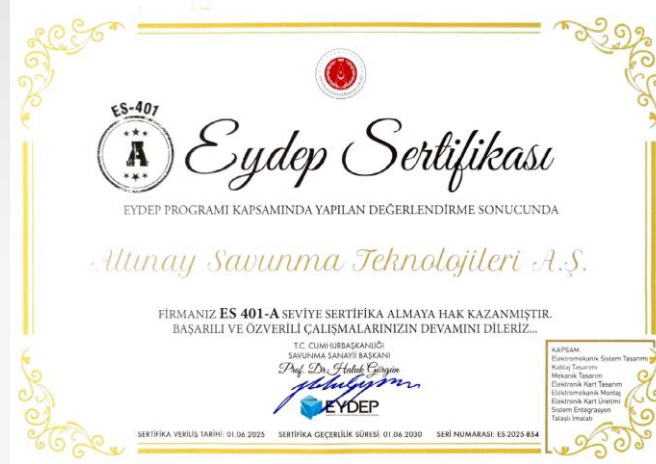 ES-401
A
Eydep Sertifikası
EYDEP PROGRAMI KAPSAMINDA YAPILAN DEĞERLENDİRME SONUCUNDA
Altınay Savunma Teknolojileri A.Ş.
FİRMANIZ ES 401-A SEVİYE SERTİFİKA ALMAYA HAK KAZANMIŞTIR.
BAŞARILI VE ÖZVERİLİ ÇALIŞMALARINIZIN DEVAMINI DİLERİZ...
T.C. CUMHURBAŞKANLIĞI
SAVUNMA SANAYİİ BAŞKANI
Prof. Dr. Haluk Görgün
EYDEP
KAPSAM:
Elektromekanik Sistem Tasarımı
Kablaj Tasarımı
Mekanik Tasarım
Elektronik Kart Tasarım
Elektromekanik Montaj
Elektronik Kart Üretimi
Sistem Entegrasyon
Talaşlı İmalatı
SERTİFİKA VERİLİŞ TARİHİ: 01.06.2025 SERTİFİKA GEÇERLİLİK SÜRESİ: 01.06.2030 SERİ NUMARASI: ES-2025-854